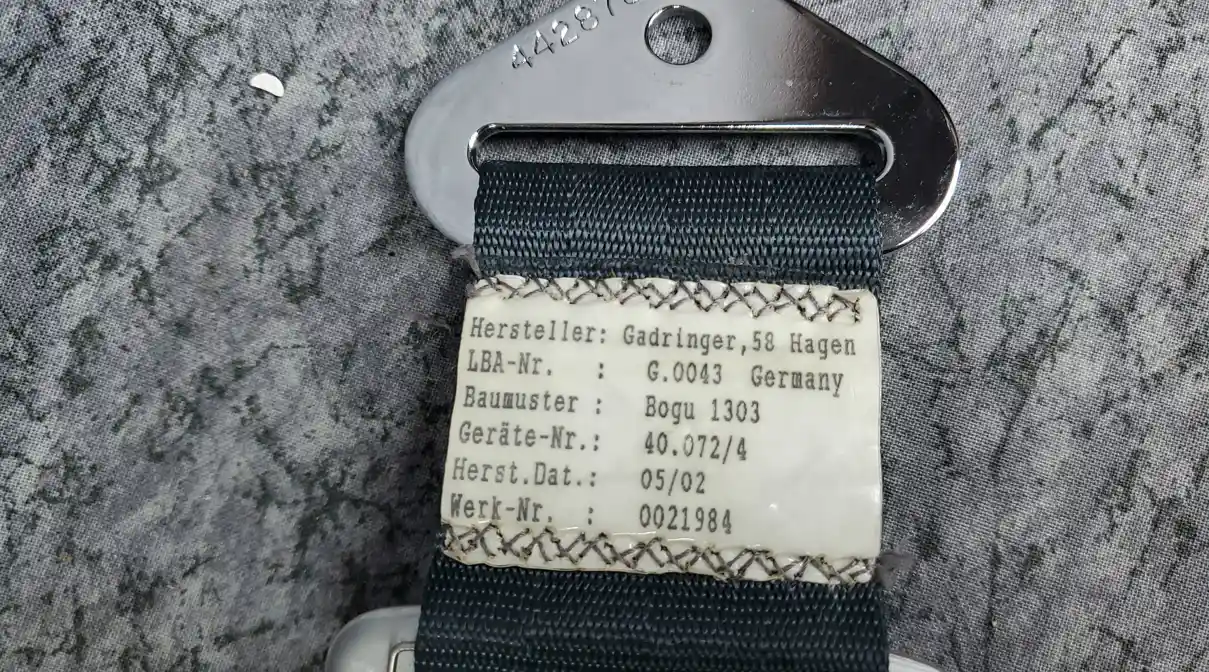 Hersteller: Gadringer,58 Hagen
LBA-Nr. : G.0043 Germany
Baumuster : Bogu 1303
Geräte-Nr.: 40.072/4
Herst.Dat.: 05/02
Werk-Nr. : 0021984